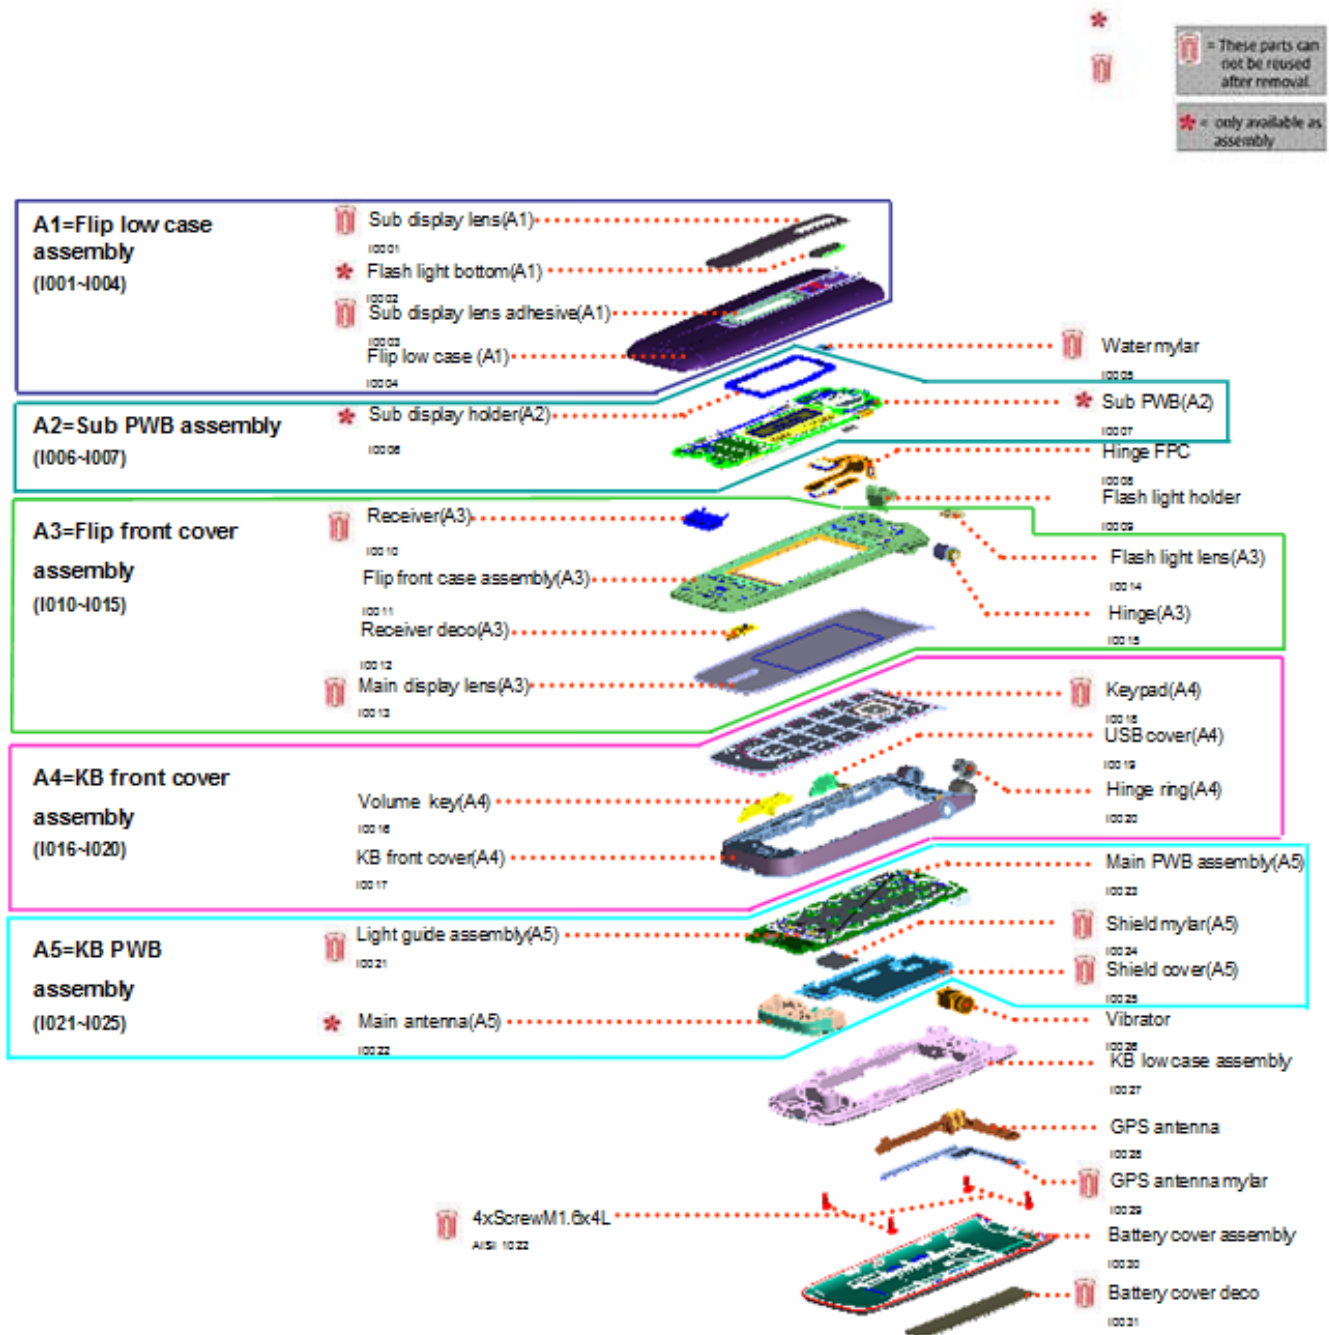 = These parts can
not be reused
after removal.
* = only available as
assembly
A1=Flip low case
assembly
(I001~I004)
Sub display lens(A1)
I0001
Flash light bottom(A1)
I0002
Sub display lens adhesive(A1)
I0003
Flip low case (A1)
I0004
Water mylar
I0005
A2=Sub PWB assembly
(I006~I007)
Sub display holder(A2)
I0006
Sub PWB(A2)
I0007
Hinge FPC
I0008
Flash light holder
I0009
A3=Flip front cover
assembly
(I010~I015)
Receiver(A3)
I0010
Flip front case assembly(A3)
I0011
Receiver deco(A3)
I0012
Main display lens(A3)
I0013
Flash light lens(A3)
I0014
Hinge(A3)
I0015
A4=KB front cover
assembly
(I016~I020)
Keypad(A4)
I0018
USB cover(A4)
I0019
Hinge ring(A4)
I0020
Volume key(A4)
I0016
KB front cover(A4)
I0017
A5=KB PWB
assembly
(I021~I025)
Main PWB assembly(A5)
I0023
Light guide assembly(A5)
I0021
Shield mylar(A5)
I0024
Shield cover(A5)
I0025
Main antenna(A5)
I0022
Vibrator
I0026
KB low case assembly
I0027
GPS antenna
I0028
GPS antenna mylar
I0029
4xScrewM1.6x4L
AISI 1022
Battery cover assembly
I0030
Battery cover deco
I0031